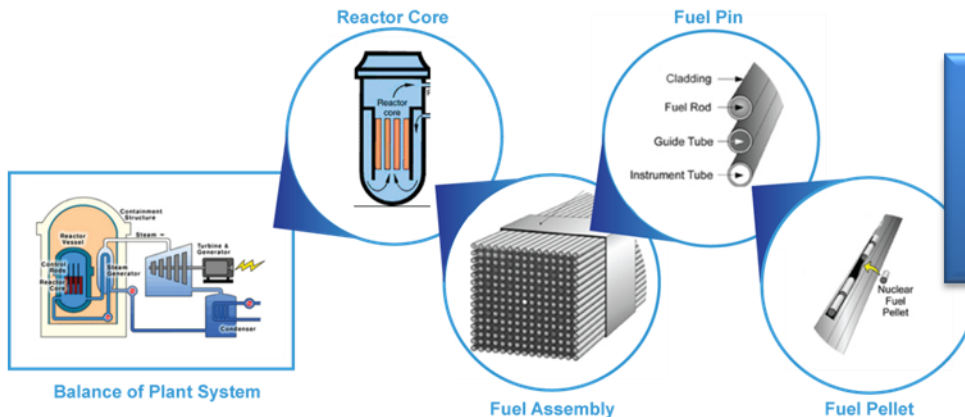 Reactor Core
Fuel Pin
Reactor
core
Cladding
Fuel Rod
Guide Tube
Instrument Tube
Containment
Structure
Reactor
Vessel
Steam
Turbine &
Generator
Control
Rods
Steam
Generator
Reactor
Core
Condenser
Nuclear
Fuel
Pellet
Balance of Plant System
Fuel Assembly
Fuel Pellet